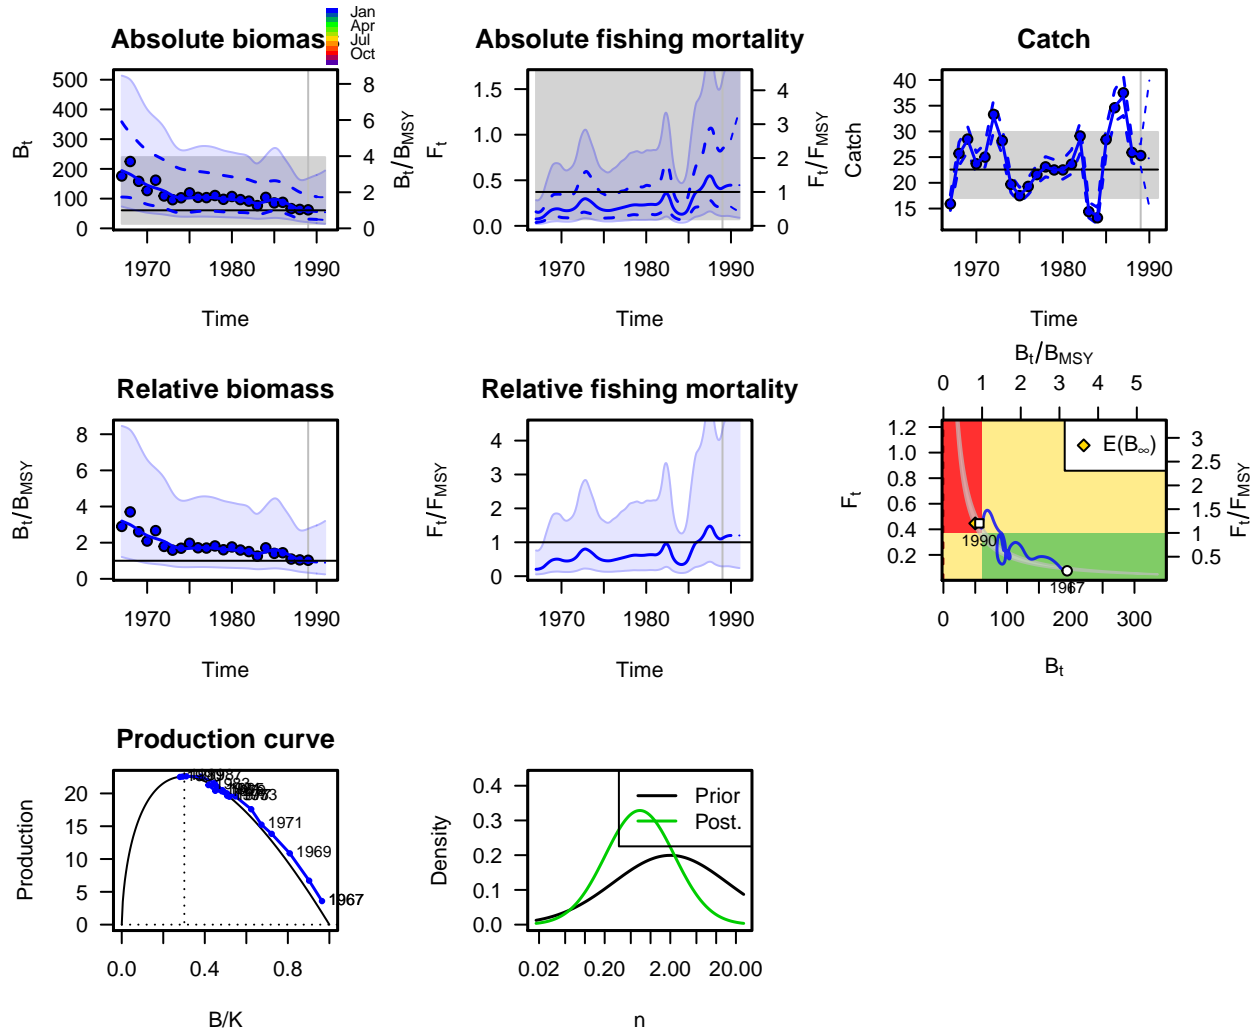 Jan
Apr
Jul
Oct
Absolute biomass
Bt
500
400
300
200
100
0
8
6
4
2
0
Bt/BMSY
1970 1980 1990
Time
Absolute fishing mortality
Ft
1.5
1.0
0.5
0.0
4
3
2
1
0
Ft/FMSY
1970 1980 1990
Time
Catch
Catch
40
35
30
25
20
15
1970 1980 1990
Time
Relative biomass
Bt/BMSY
8
6
4
2
0
1970 1980 1990
Time
Relative fishing mortality
Ft/FMSY
4
3
2
1
0
1970 1980 1990
Time
Bt/BMSY
0 1 2 3 4 5
Ft
1.2
1.0
0.8
0.6
0.4
0.2
E(B∞)
1990
1967
3
2.5
2
1.5
1
0.5
Ft/FMSY
0 100 200 300
Bt
Production curve
Production
20
15
10
5
0
1971
1969
1967
0.0 0.4 0.8
B/K
Density
0.4
0.3
0.2
0.1
0.0
Prior
Post.
0.02 0.20 2.00 20.00
n